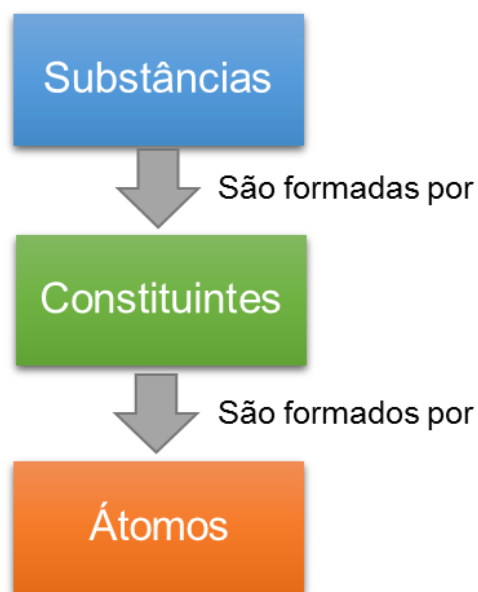 Substâncias
São formadas por
Constituintes
São formados por
Átomos